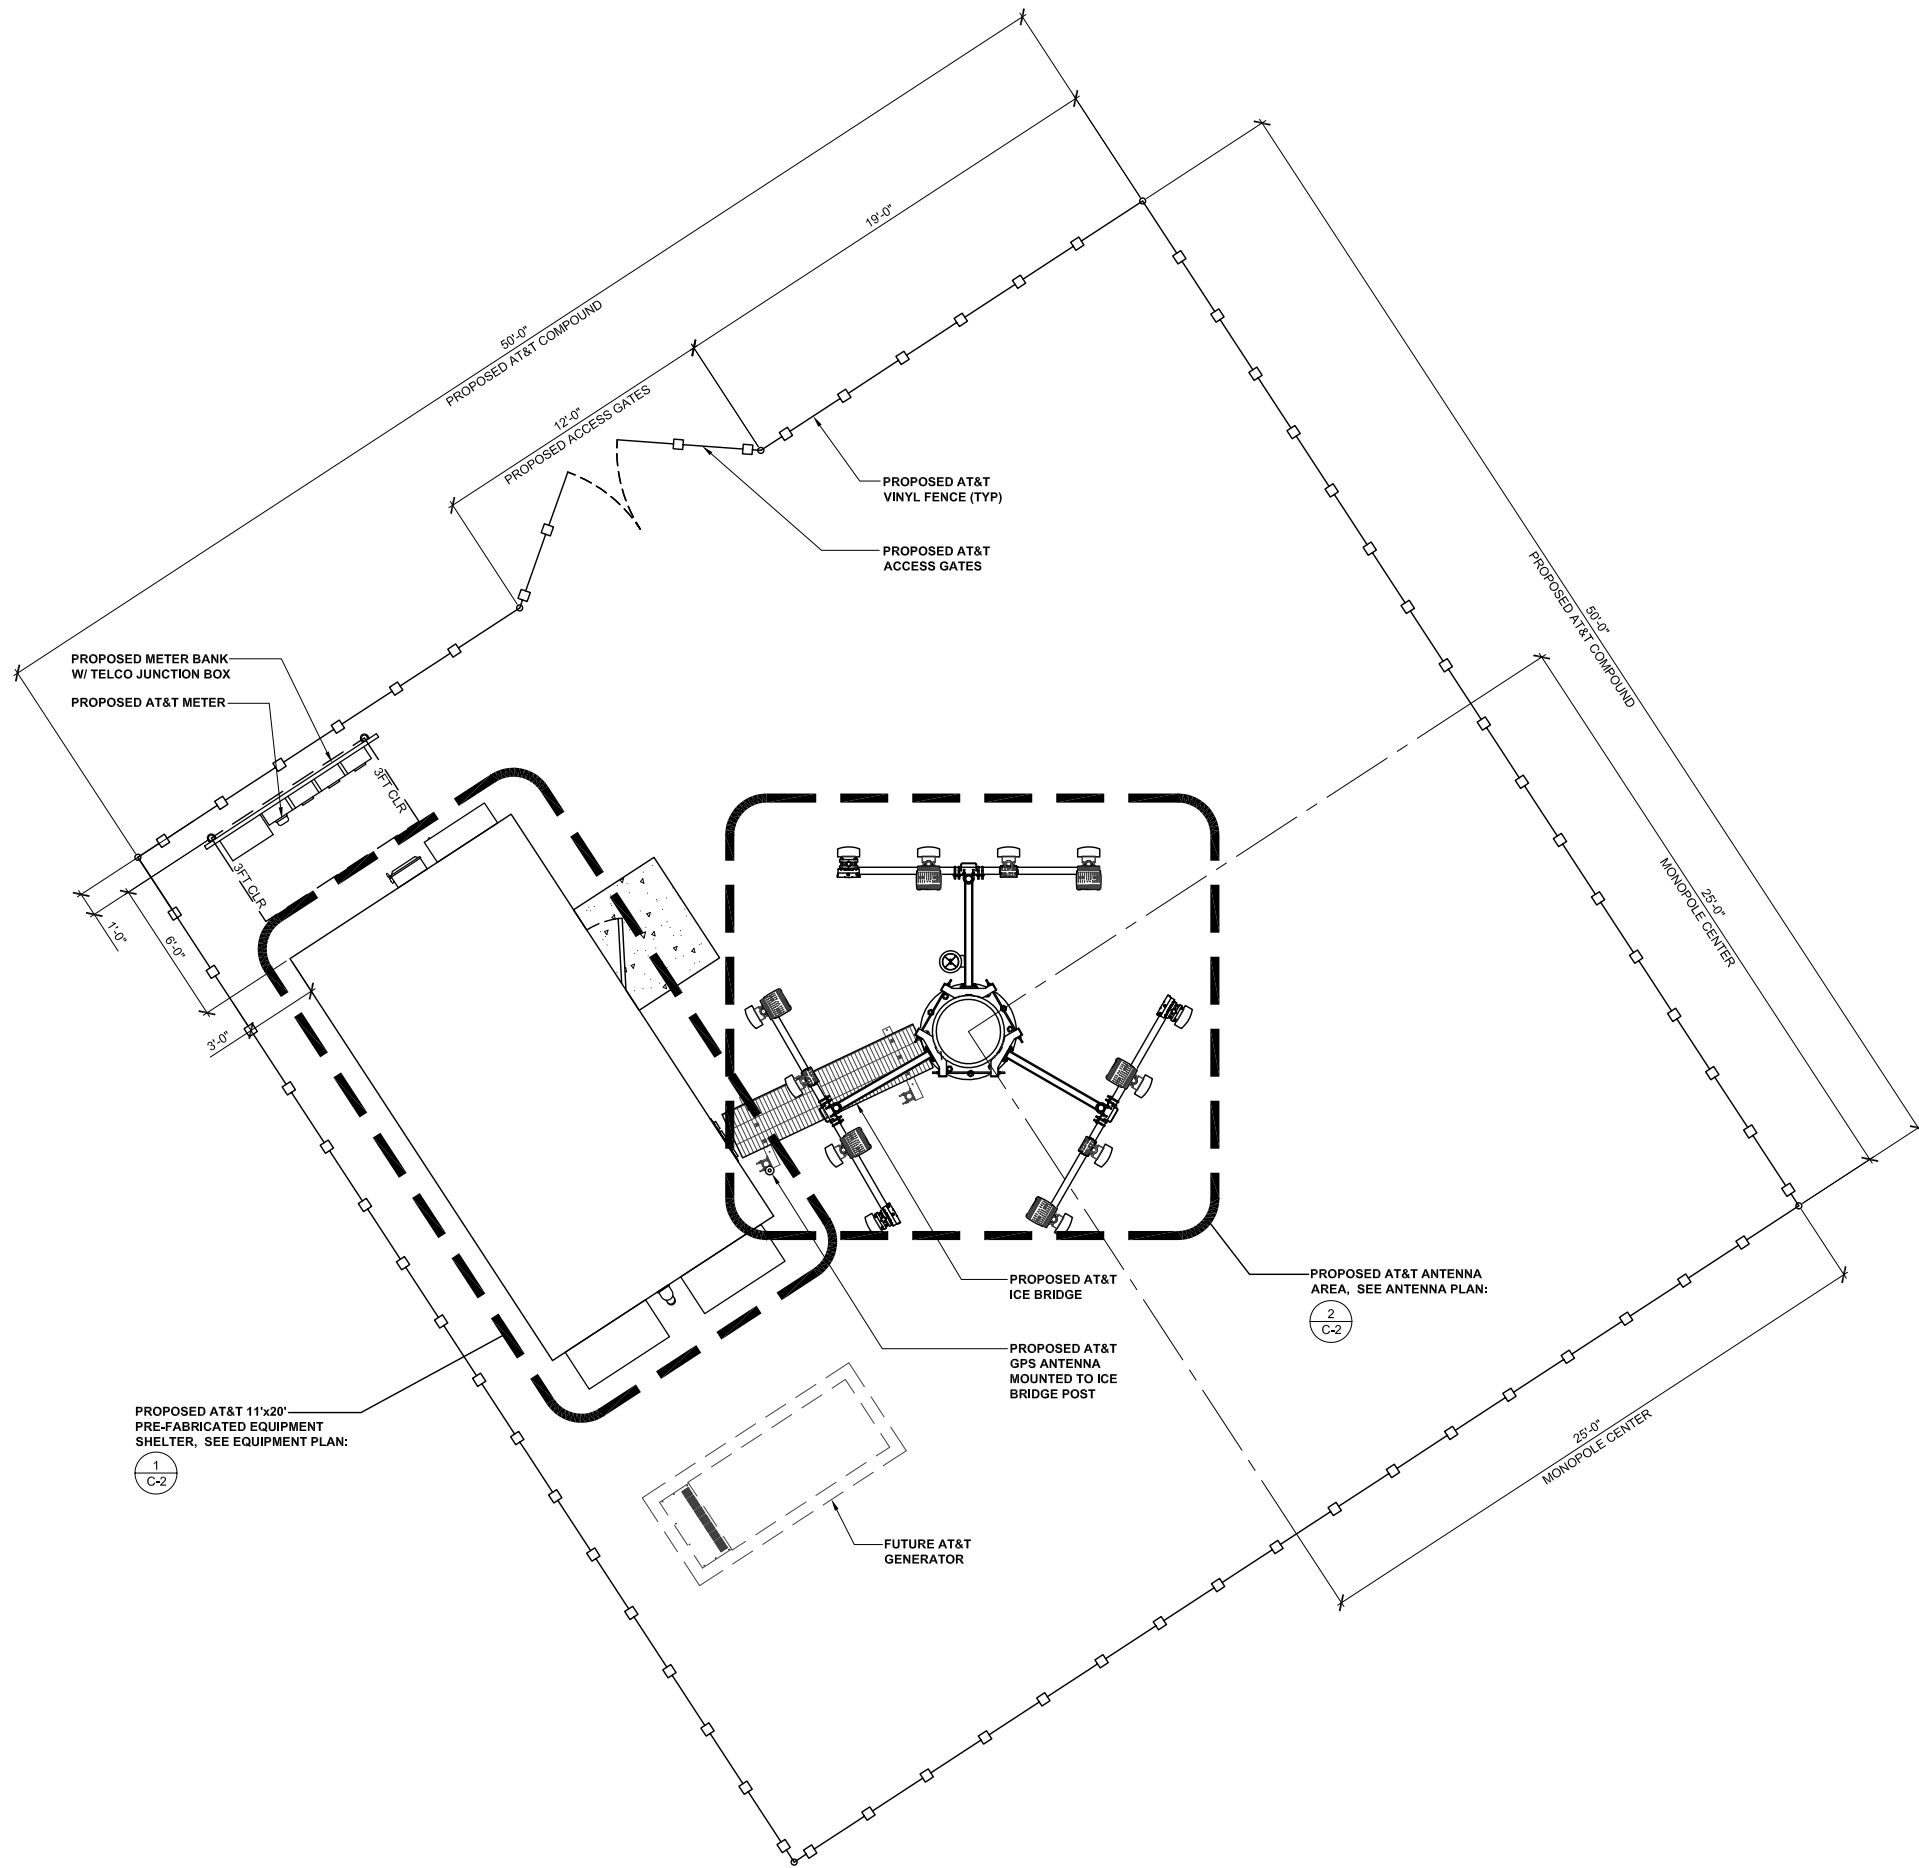 19'-0"
50'-0"
PROPOSED AT&T COMPOUND
12'-0"
PROPOSED ACCESS GATES
PROPOSED AT&T
VINYL FENCE (TYP)
PROPOSED AT&T
ACCESS GATES
50'-0"
PROPOSED AT&T COMPOUND
PROPOSED METER BANK
W/ TELCO JUNCTION BOX
PROPOSED AT&T METER
3FT CLR
3FT CLR
1'-0"
6'-0"
3'-0"
25'-0"
MONOPOLE CENTER
PROPOSED AT&T
ICE BRIDGE
PROPOSED AT&T ANTENNA
AREA, SEE ANTENNA PLAN:
2
C-2
PROPOSED AT&T
GPS ANTENNA
MOUNTED TO ICE
BRIDGE POST
PROPOSED AT&T 11'x20'
PRE-FABRICATED EQUIPMENT
SHELTER, SEE EQUIPMENT PLAN:
1
C-2
25'-0"
MONOPOLE CENTER
FUTURE AT&T
GENERATOR